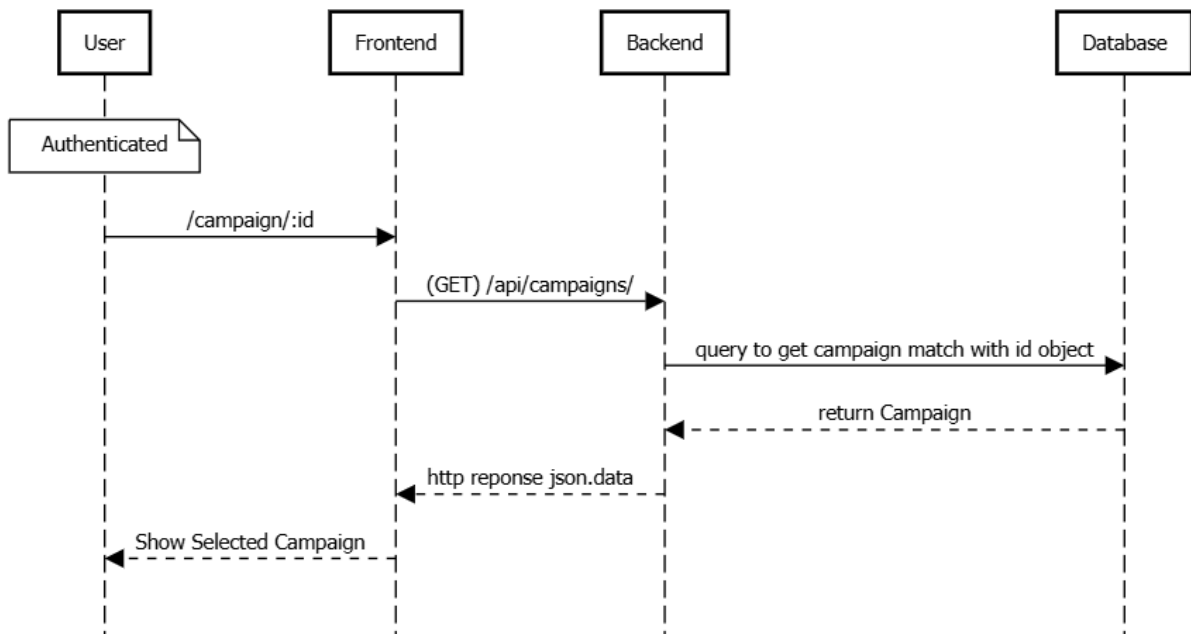 User
Frontend
Backend
Database
Authenticated
/campaign/:id
(GET) /api/campaigns/
query to get campaign match with id object
return Campaign
http reponse json.data
Show Selected Campaign